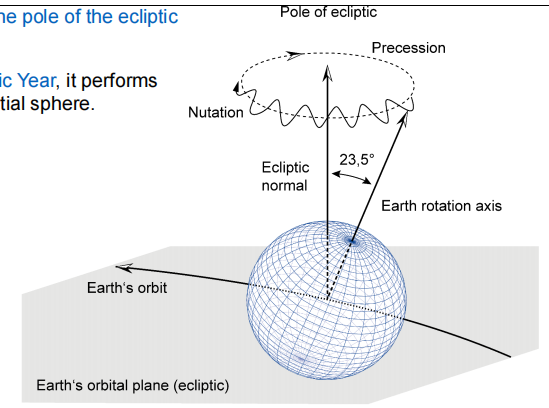 ne pole of the ecliptic
Pole of ecliptic
Precession
ic Year, it performs
tial sphere.
Nutation
23,5°
Ecliptic
normal
Earth rotation axis
Earth's orbit
Earth's orbital plane (ecliptic)